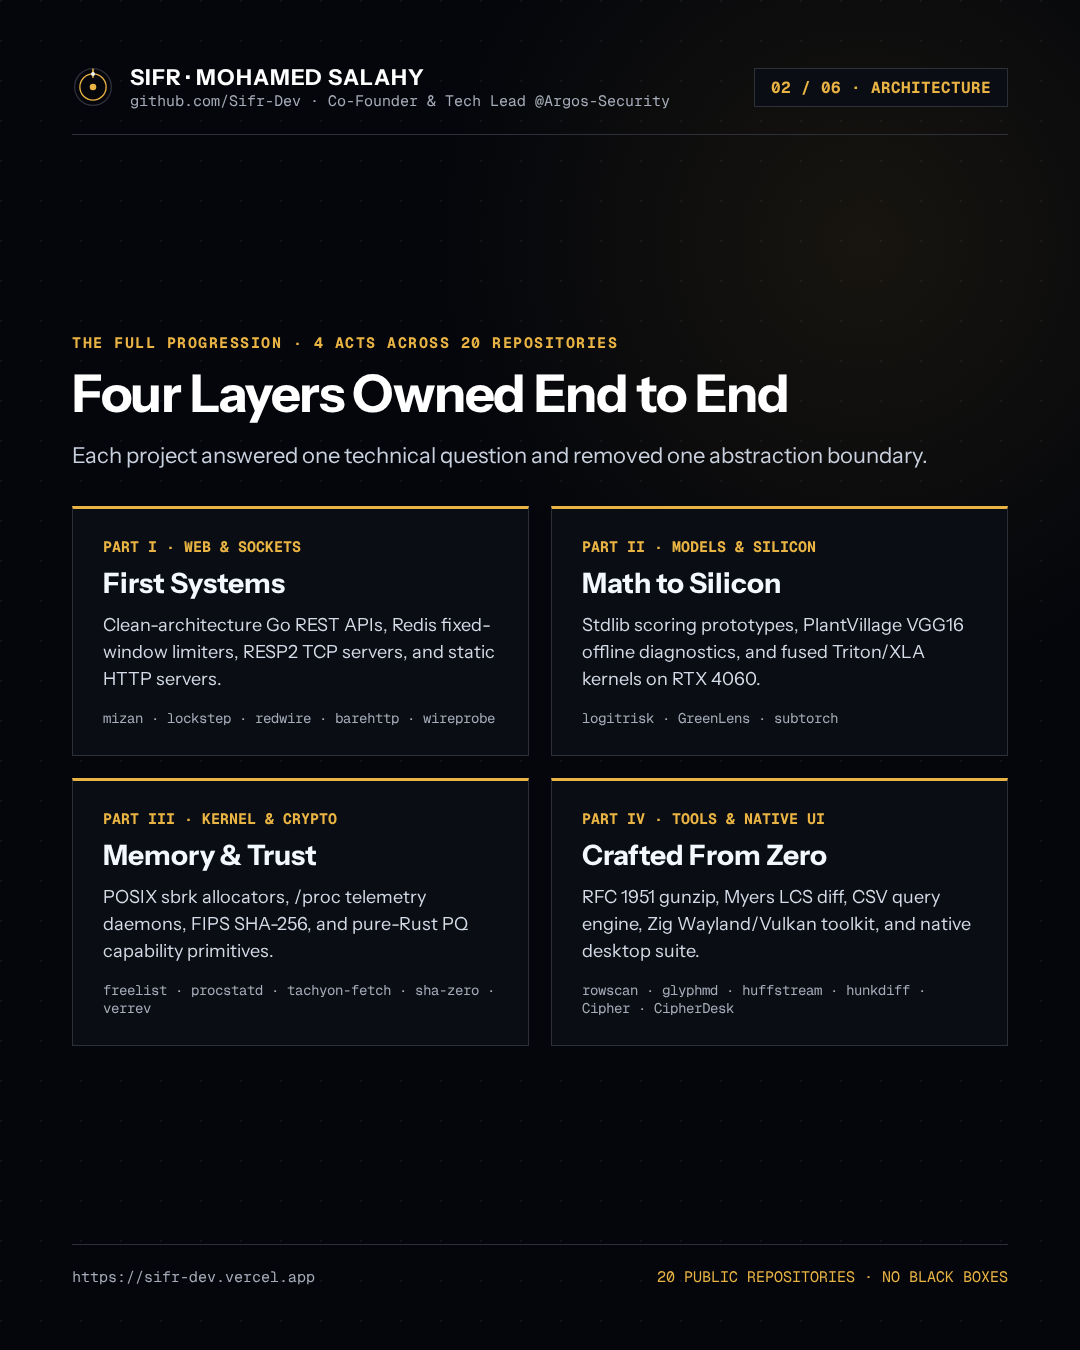 SIFR · MOHAMED SALAHY
github.com/Sifr-Dev · Co-Founder & Tech Lead @Argos-Security
02 / 06 · ARCHITECTURE
THE FULL PROGRESSION · 4 ACTS ACROSS 20 REPOSITORIES
Four Layers Owned End to End
Each project answered one technical question and removed one abstraction boundary.
PART I · WEB & SOCKETS
First Systems
Clean-architecture Go REST APIs, Redis fixed-
window limiters, RESP2 TCP servers, and static
HTTP servers.
mizan · lockstep · redwire · barehttp · wireprobe
PART II · MODELS & SILICON
Math to Silicon
Stdlib scoring prototypes, PlantVillage VGG16
offline diagnostics, and fused Triton/XLA
kernels on RTX 4060.
logitrisk · GreenLens · subtorch
PART III · KERNEL & CRYPTO
Memory & Trust
POSIX sbrk allocators, /proc telemetry
daemons, FIPS SHA-256, and pure-Rust PQ
capability primitives.
freelist · procstatd · tachyon-fetch · sha-zero ·
verrev
PART IV · TOOLS & NATIVE UI
Crafted From Zero
RFC 1951 gunzip, Myers LCS diff, CSV query
engine, Zig Wayland/Vulkan toolkit, and native
desktop suite.
rowscan · glyphmd · huffstream · hunkdiff ·
Cipher · CipherDesk
https://sifr-dev.vercel.app
20 PUBLIC REPOSITORIES · NO BLACK BOXES